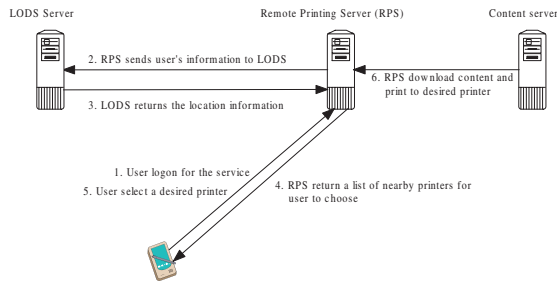 LODS Server
Remote Printing Server (RPS)
Content server
2. RPS sends user's information to LODS
6. RPS download content and
print to desired printer
3. LODS returns the location information
1. User logon for the service
5. User select a desired printer
4. RPS return a list of nearby printers for
user to choose